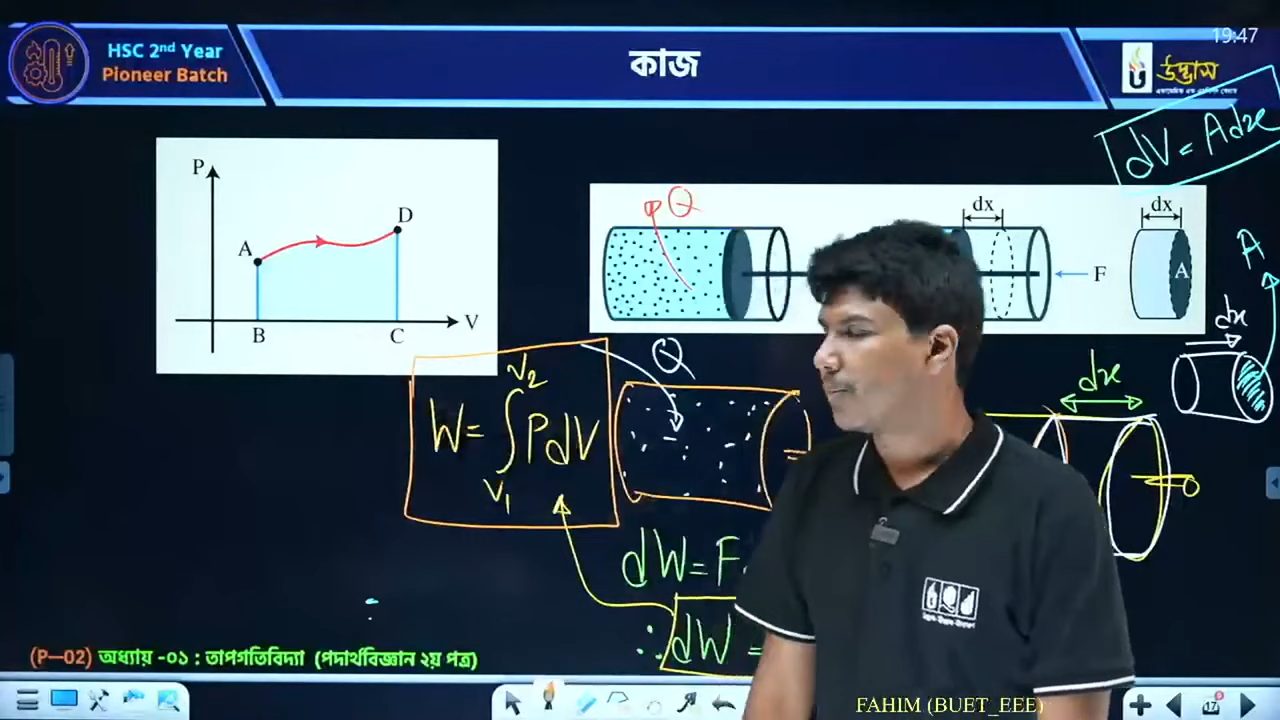 19:47
HSC 2nd Year
Pioneer Batch
কাজ
উদ্ভাস
dV = Adx
P
A
D
B
C
V
Q
dx
F
dx
A
A
dx
Q
dx
W = ∫ PdV
V2
V1
dW = F
∴ dW =
(P-02) অধ্যায় -০১ : তাপগতিবিদ্যা (পদার্থবিজ্ঞান ২য় পত্র)
FAHIM (BUET_EEE)
17